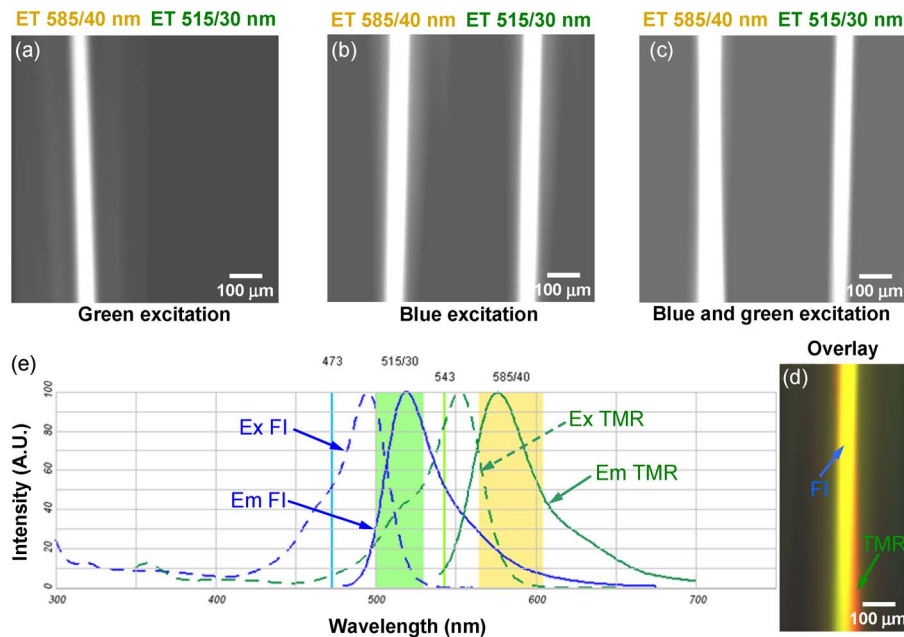 ET 585/40 nm ET 515/30 nm
(a)
100 µm
Green excitation
ET 585/40 nm ET 515/30 nm
(b)
100 µm
Blue excitation
ET 585/40 nm ET 515/30 nm
(c)
100 µm
Blue and green excitation
(e)
473
515/30
543
585/40
100
80
60
40
20
0
Intensity (A.U.)
Ex FI
Em FI
Ex TMR
Em TMR
300
400
500
600
700
Wavelength (nm)
Overlay
(d)
FI
TMR
100 µm